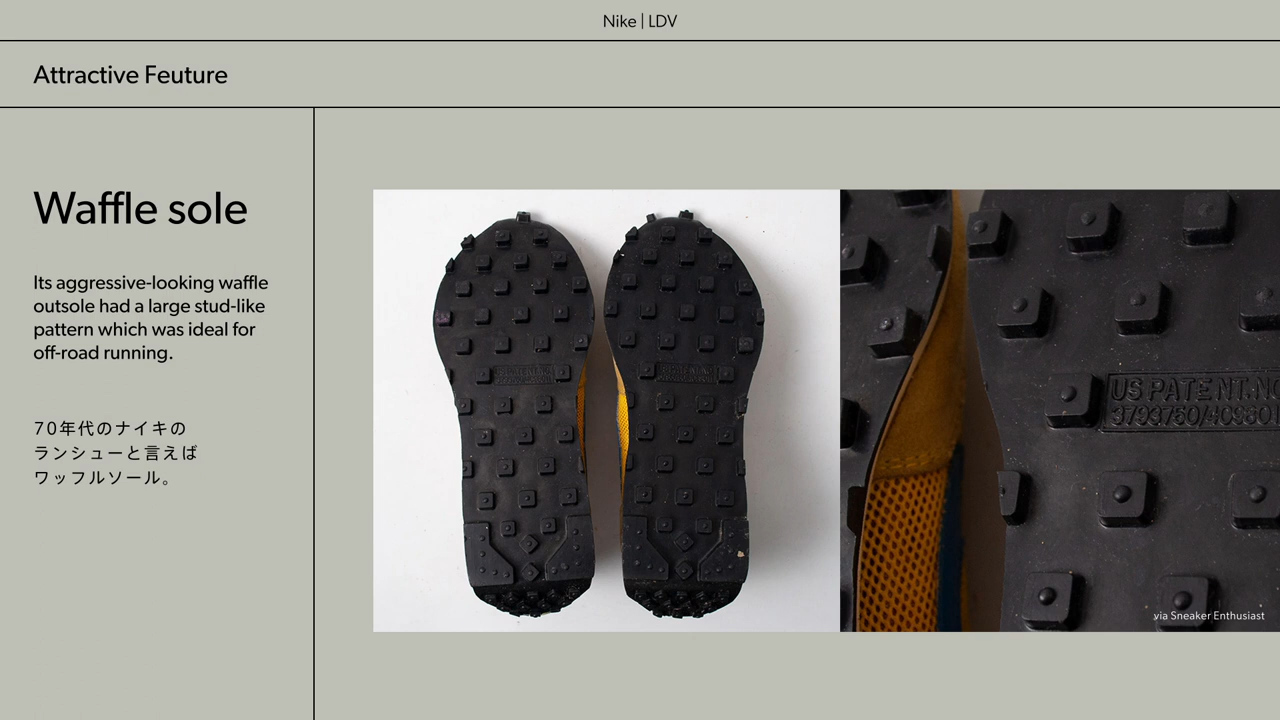 Nike | LDV
Attractive Feuture
Waffle sole
Its aggressive-looking waffle
outsole had a large stud-like
pattern which was ideal for
off-road running.
70年代のナイキの
ランシューと言えば
ワッフルソール。
US PATENT.NO
3793750/409801
via Sneaker Enthusiast